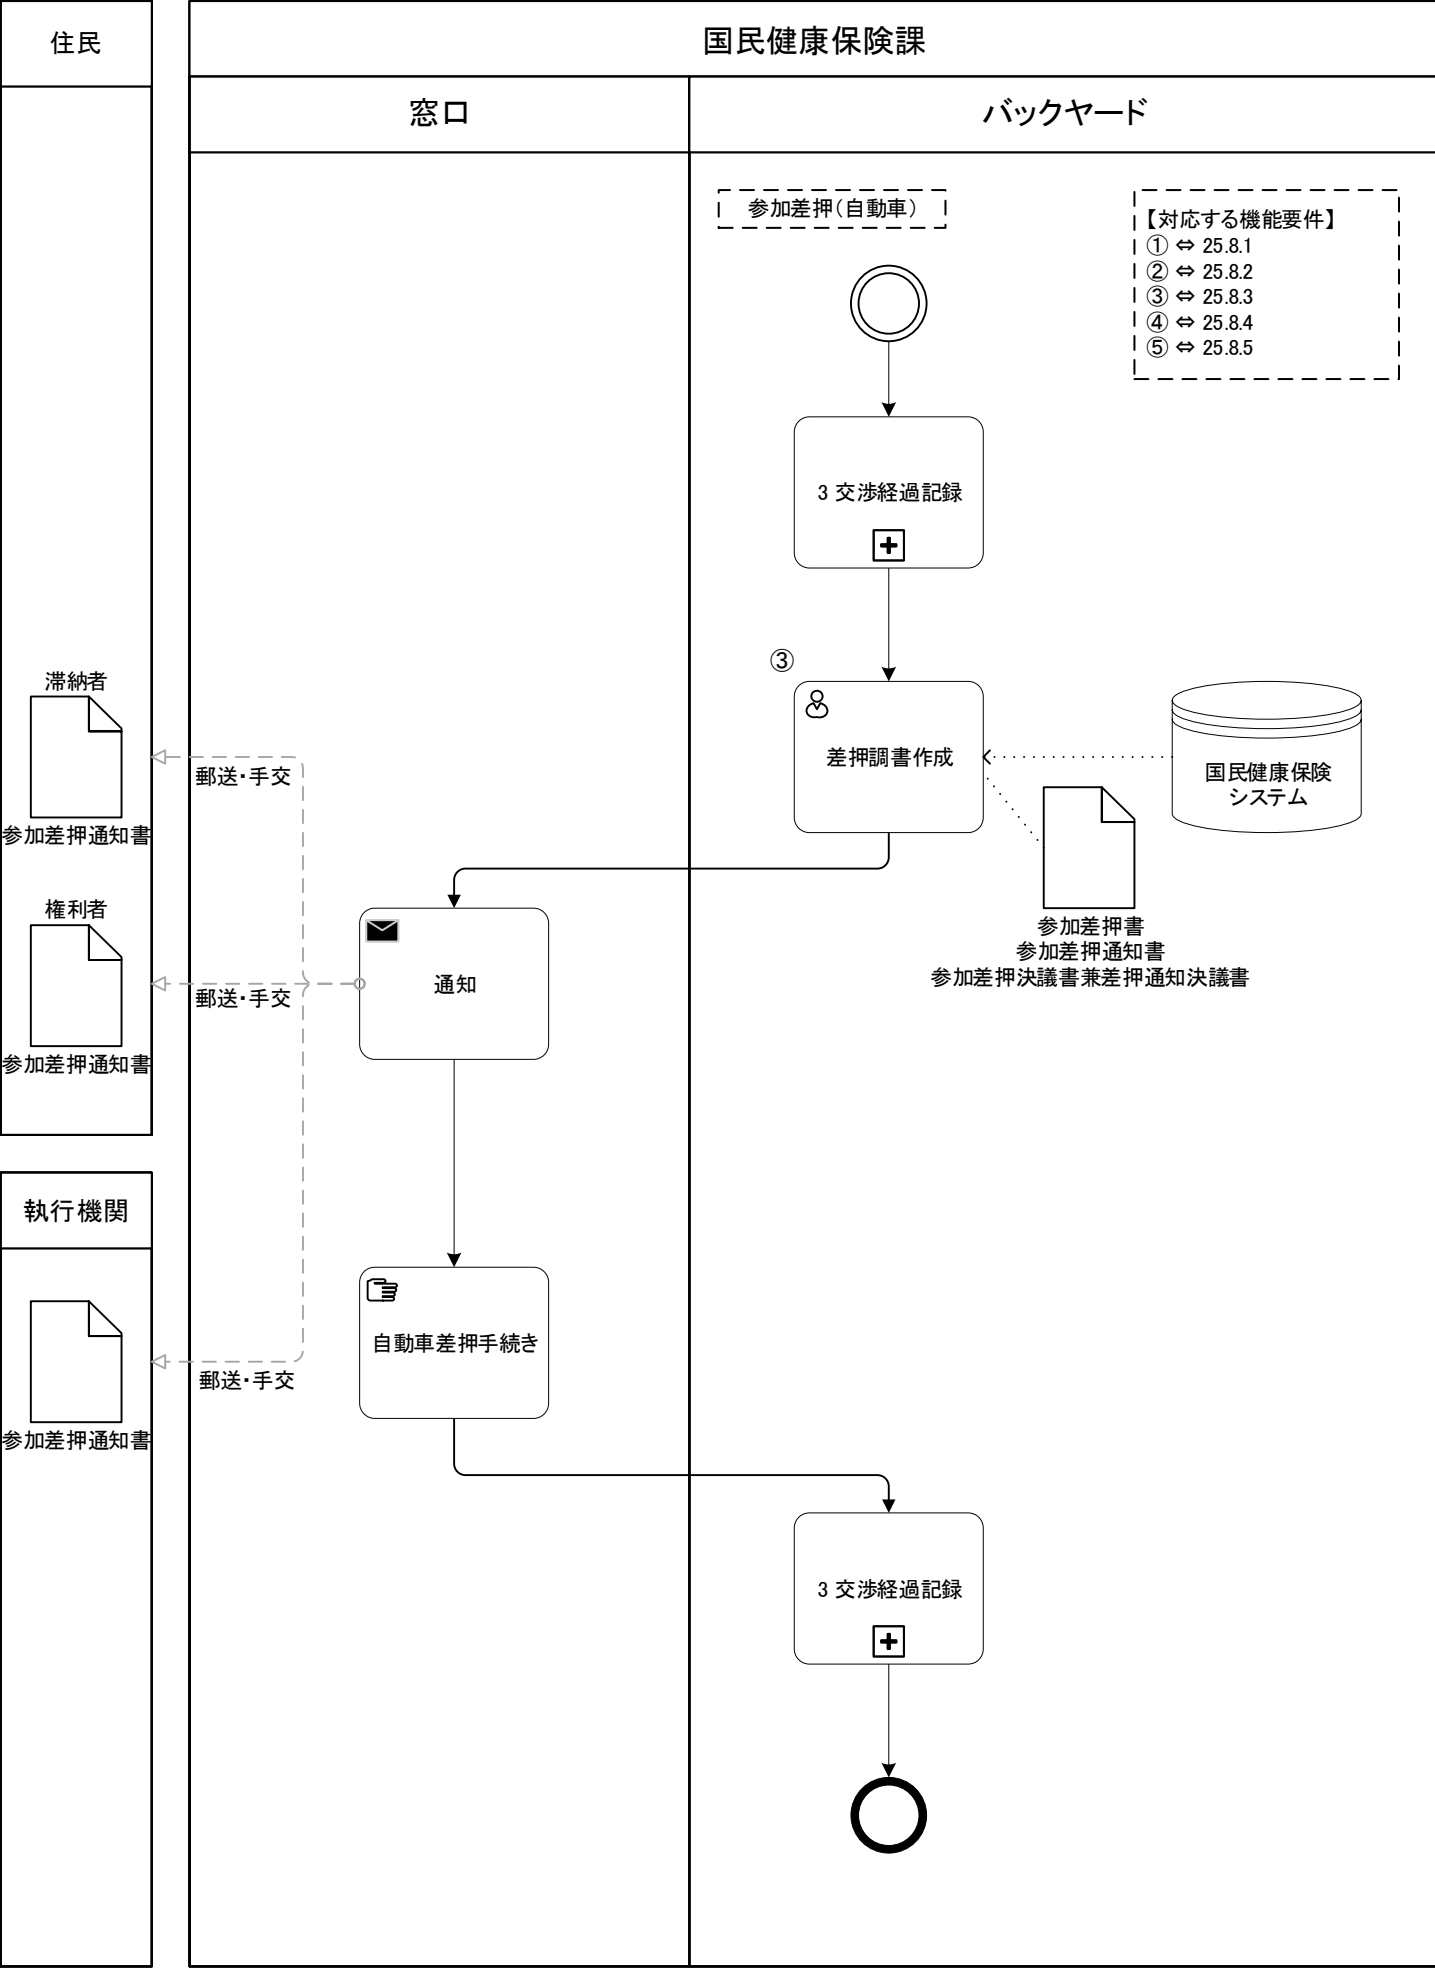 住民
国民健康保険課
窓口
バックヤード
参加差押（自動車）
【対応する機能要件】
① ⇔ 25.8.1
② ⇔ 25.8.2
③ ⇔ 25.8.3
④ ⇔ 25.8.4
⑤ ⇔ 25.8.5
3 交渉経過記録
③
差押調書作成
国民健康保険
システム
参加差押書
参加差押通知書
参加差押決議書兼差押通知決議書
滞納者
参加差押通知書
郵送・手交
権利者
参加差押通知書
郵送・手交
通知
執行機関
参加差押通知書
郵送・手交
自動車差押手続き
3 交渉経過記録